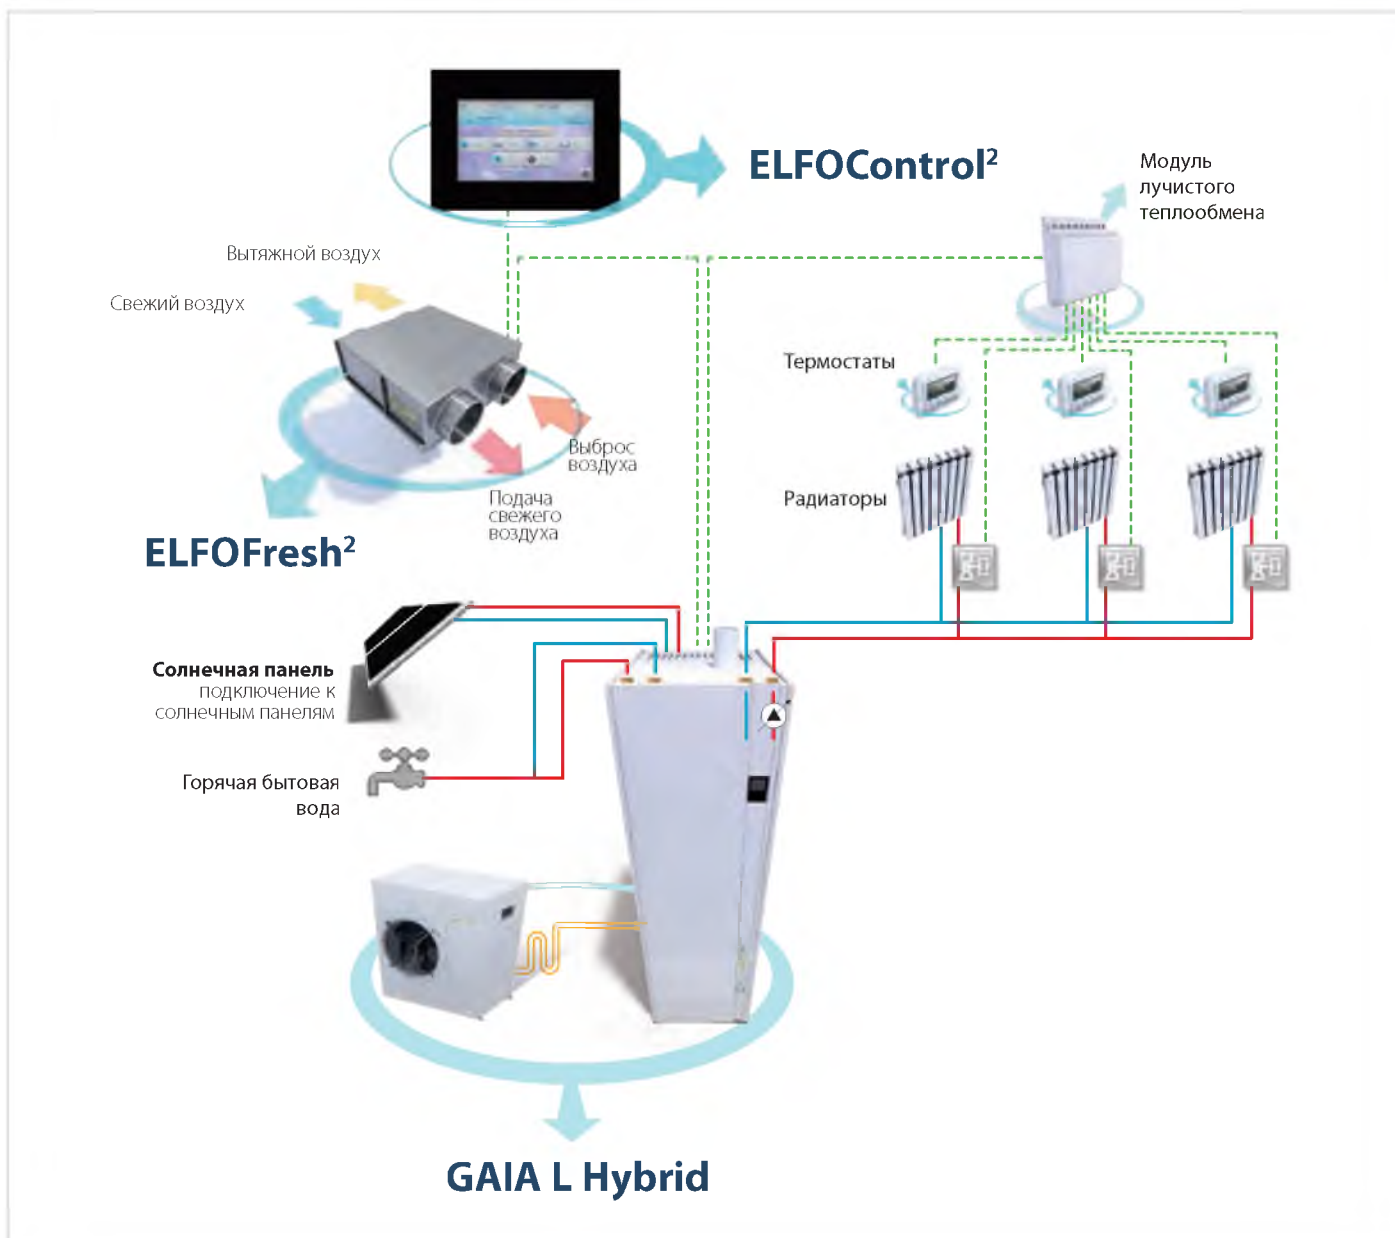 ELFOControl²
Модуль
лучистого
теплообмена
Вытяжной воздух
Свежий воздух
Термостаты
Выброс
воздуха
Подача
свежего
воздуха
Радиаторы
ELFOFresh²
Солнечная панель
подключение к
солнечным панелям
Горячая бытовая
вода
GAIA L Hybrid